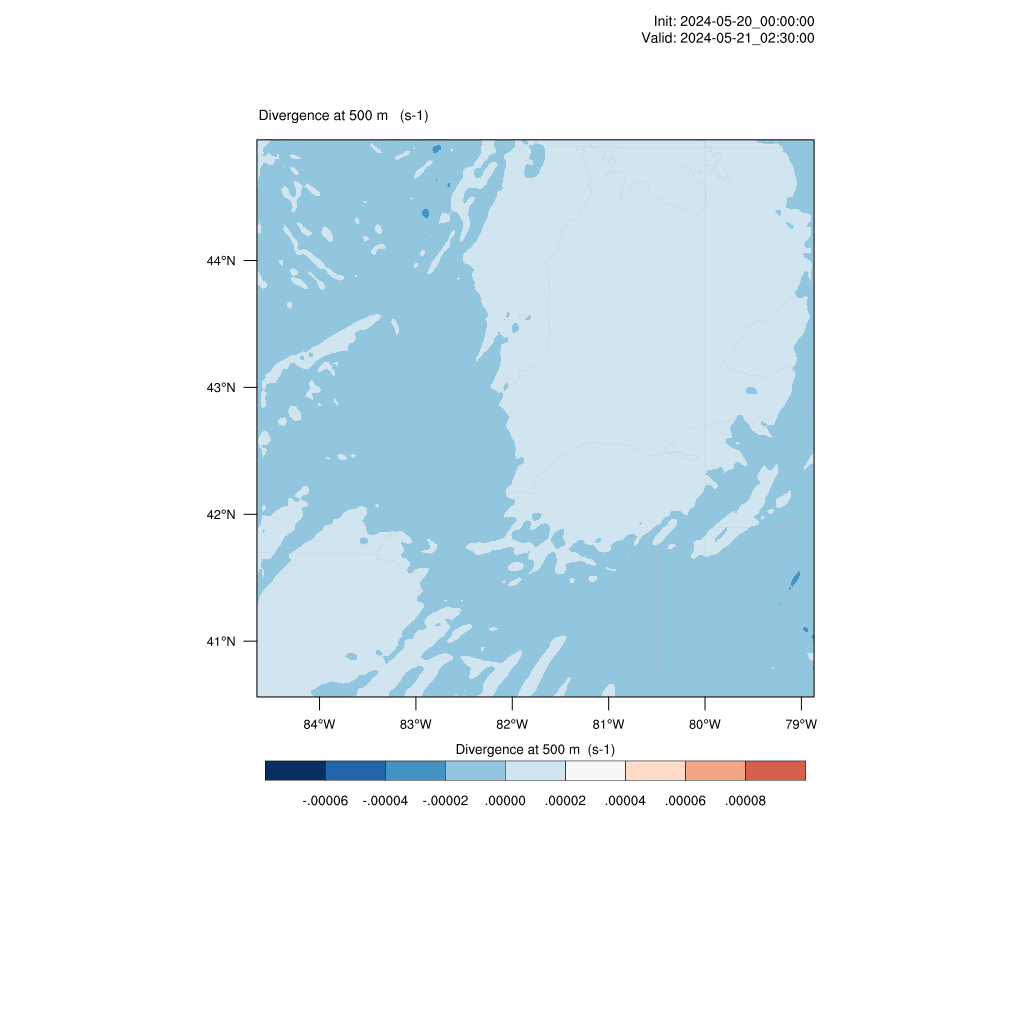 Init: 2024-05-20_00:00:00
Valid: 2024-05-21_02:30:00
Divergence at 500 m (s-1)
44°N
43°N
42°N
41°N
84°W 83°W 82°W 81°W 80°W 79°W
Divergence at 500 m (s-1)
-.00006 -.00004 -.00002 .00000 .00002 .00004 .00006 .00008